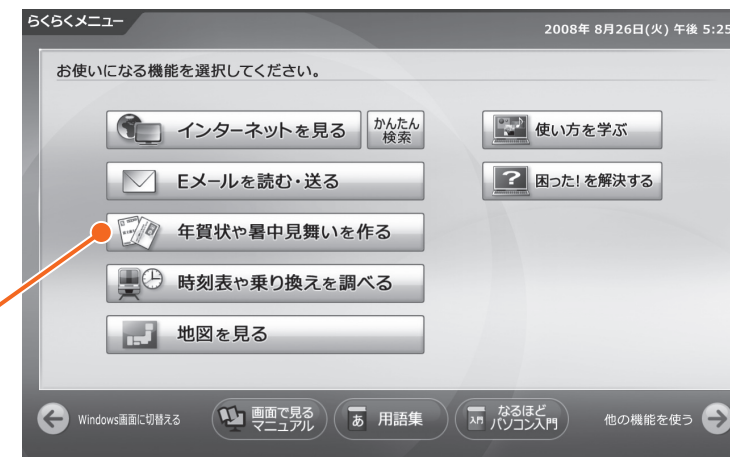 らくらくメニュー
2008年 8月26日(火) 午後 5:25
お使いになる機能を選択してください。
インターネットを見る
かんたん
検索
使い方を学ぶ
Eメールを読む・送る
困った!を解決する
年賀状や暑中見舞いを作る
時刻表や乗り換えを調べる
地図を見る
Windows画面に切替える
画面で見る
マニュアル
あ 用語集
入門 なるほど
パソコン入門
他の機能を使う